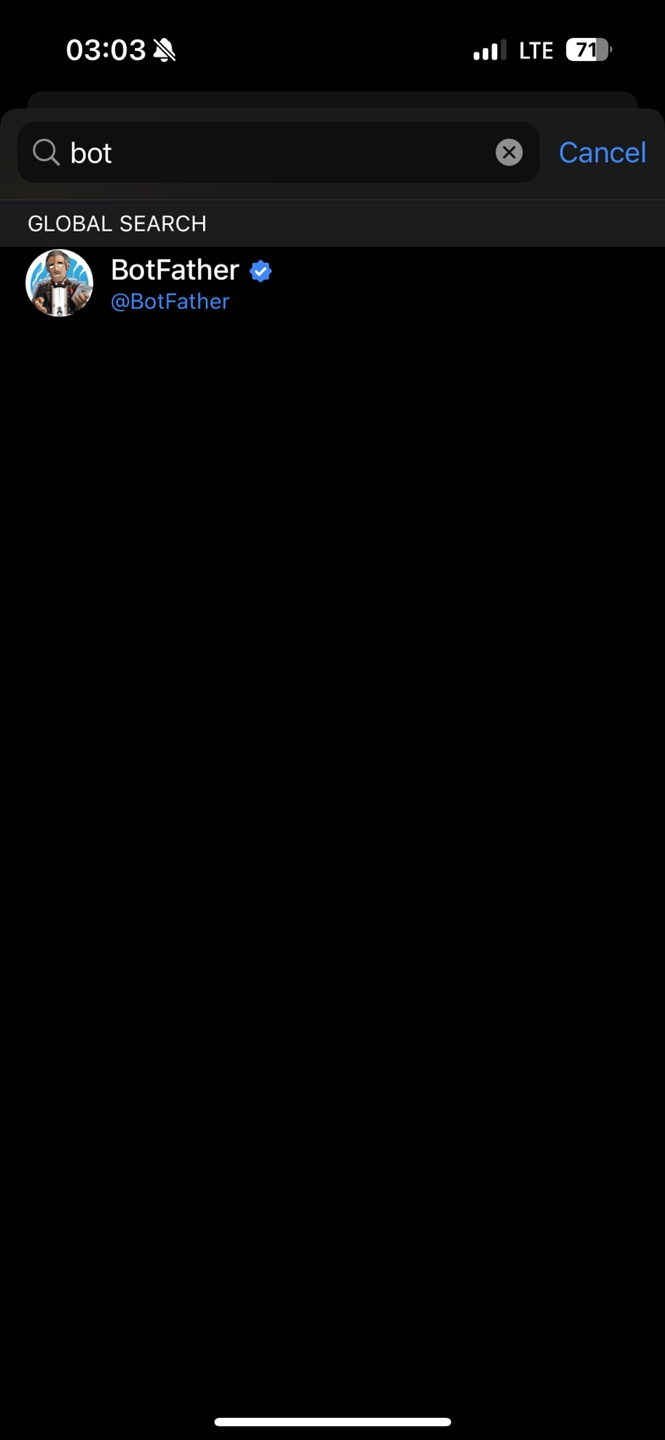 03:03
LTE
71
bot
Cancel
GLOBAL SEARCH
BotFather
@BotFather